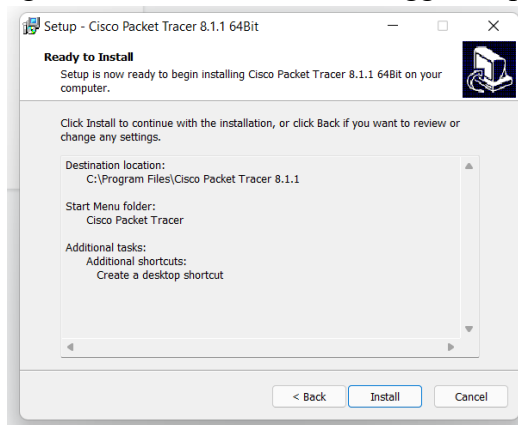 Setup - Cisco Packet Tracer 8.1.1 64Bit
Ready to Install
Setup is now ready to begin installing Cisco Packet Tracer 8.1.1 64Bit on your
computer.
Click Install to continue with the installation, or click Back if you want to review or
change any settings.
Destination location:
C:\Program Files\Cisco Packet Tracer 8.1.1
Start Menu folder:
Cisco Packet Tracer
Additional tasks:
Additional shortcuts:
Create a desktop shortcut
< Back Install Cancel